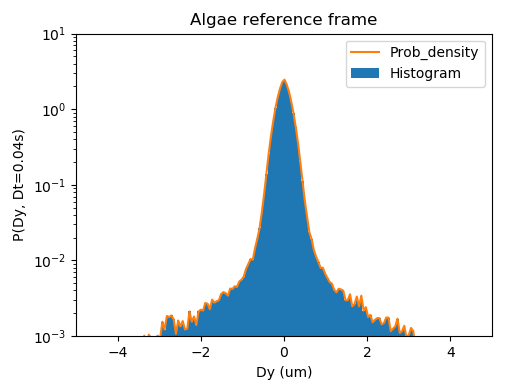 Algae reference frame
Prob_density
Histogram
P(Dy, Dt=0.04s)
10^1
10^0
10^-1
10^-2
10^-3
-4 -2 0 2 4
Dy (um)